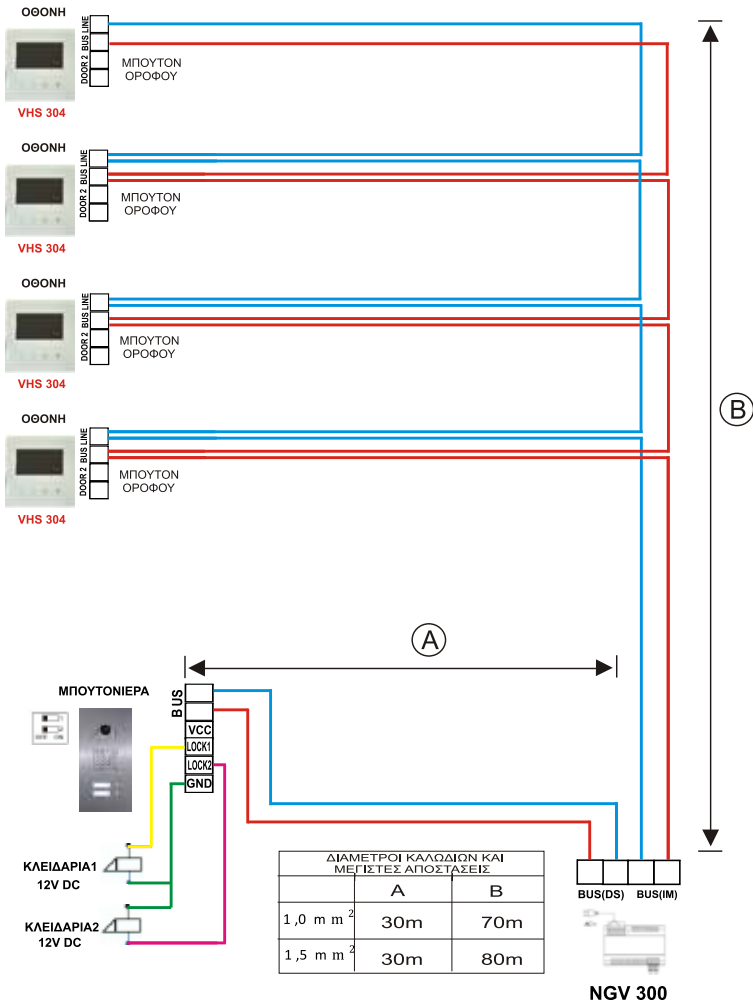 ΟΘΟΝΗ
BUS LINE
DOOR 2
ΜΠΟΥΤΟΝ
ΟΡΟΦΟΥ
VHS 304
ΟΘΟΝΗ
BUS LINE
DOOR 2
ΜΠΟΥΤΟΝ
ΟΡΟΦΟΥ
VHS 304
ΟΘΟΝΗ
BUS LINE
DOOR 2
ΜΠΟΥΤΟΝ
ΟΡΟΦΟΥ
VHS 304
ΟΘΟΝΗ
BUS LINE
DOOR 2
ΜΠΟΥΤΟΝ
ΟΡΟΦΟΥ
VHS 304
B
A
ΜΠΟΥΤΟΝΙΕΡΑ
BUS
VCC
LOCK1
LOCK2
GND
ΚΛΕΙΔΑΡΙΑ1
12V DC
ΚΛΕΙΔΑΡΙΑ2
12V DC
ΔΙΑΜΕΤΡΟΙ ΚΑΛΩΔΙΩΝ ΚΑΙ
ΜΕΓΙΣΤΕΣ ΑΠΟΣΤΑΣΕΙΣ
A B
1,0 mm² 30m 70m
1,5 mm² 30m 80m
BUS(DS) BUS(IM)
NGV 300